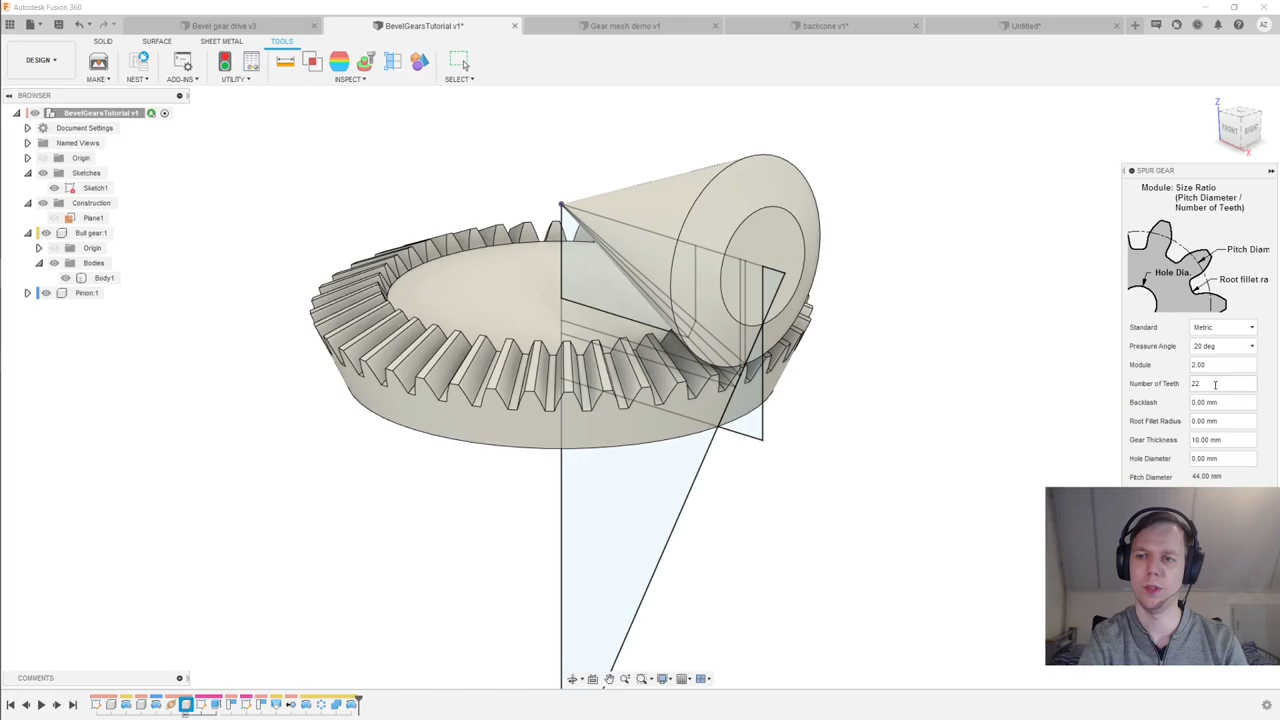 Autodesk Fusion 360
Bevel gear drive v3
BevelGearsTutorial v1*
Gear mesh demo v1
backcone v1*
Untitled*
AZ
DESIGN
SOLID
SURFACE
SHEET METAL
TOOLS
MAKE
NEST
ADD-INS
UTILITY
INSPECT
SELECT
BROWSER
BevelGearsTutorial v1
A
Document Settings
Named Views
Origin
Sketches
Sketch1
Construction
Plane1
Bull gear:1
Origin
Bodies
Body1
Pinion:1
Z
FRONT
RIGHT
X
SPUR GEAR
Module: Size Ratio
(Pitch Diameter /
Number of Teeth)
Pitch Diam
Hole Dia.
Root fillet ra
Standard Metric
Pressure Angle 20 deg
Module 2.00
Number of Teeth 22
Backlash 0.00 mm
Root Fillet Radius 0.00 mm
Gear Thickness 10.00 mm
Hole Diameter 0.00 mm
Pitch Diameter 44.00 mm
COMMENTS